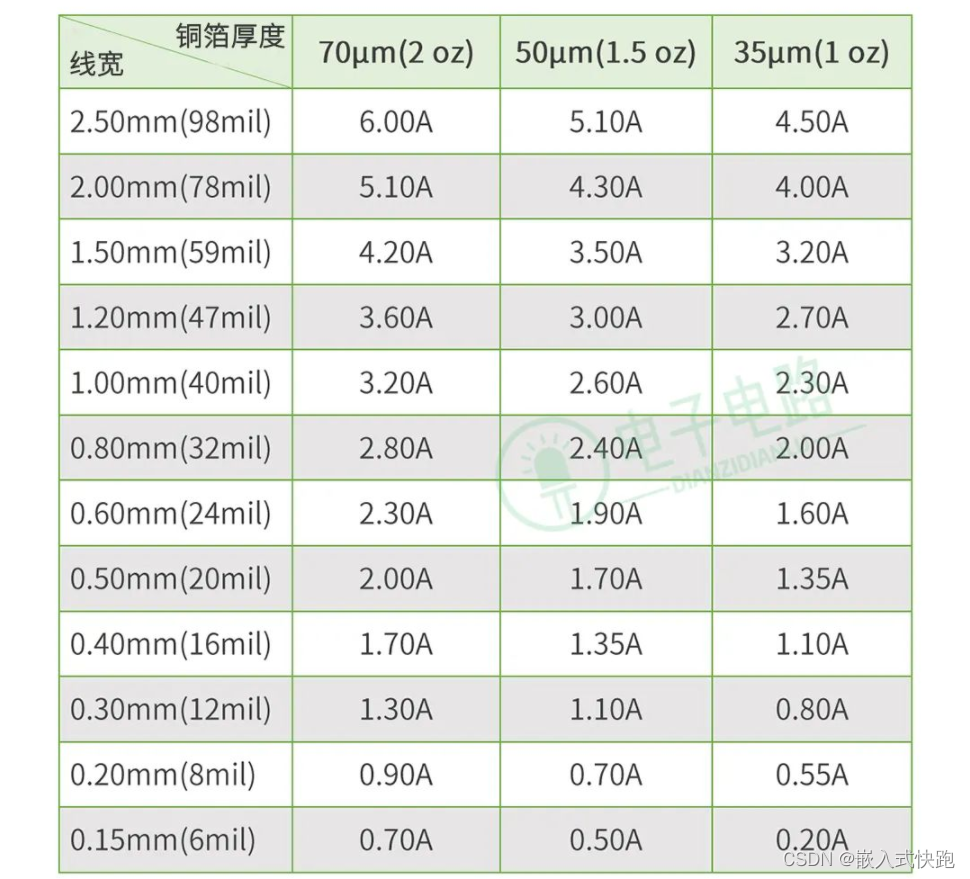 铜箔厚度
线宽
70μm(2 oz) 50μm(1.5 oz) 35μm(1 oz)
2.50mm(98mil) 6.00A 5.10A 4.50A
2.00mm(78mil) 5.10A 4.30A 4.00A
1.50mm(59mil) 4.20A 3.50A 3.20A
1.20mm(47mil) 3.60A 3.00A 2.70A
1.00mm(40mil) 3.20A 2.60A 2.30A
0.80mm(32mil) 2.80A 2.40A 2.00A
0.60mm(24mil) 2.30A 1.90A 1.60A
0.50mm(20mil) 2.00A 1.70A 1.35A
0.40mm(16mil) 1.70A 1.35A 1.10A
0.30mm(12mil) 1.30A 1.10A 0.80A
0.20mm(8mil) 0.90A 0.70A 0.55A
0.15mm(6mil) 0.70A 0.50A 0.20A
电子电路
CSDN @嵌入式快跑